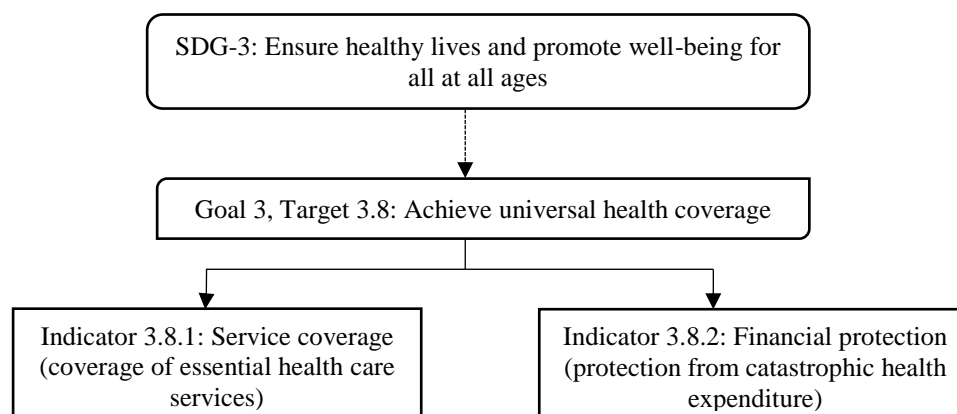 SDG-3: Ensure healthy lives and promote well-being for
all at all ages
Goal 3, Target 3.8: Achieve universal health coverage
Indicator 3.8.1: Service coverage
(coverage of essential health care
services)
Indicator 3.8.2: Financial protection
(protection from catastrophic health
expenditure)